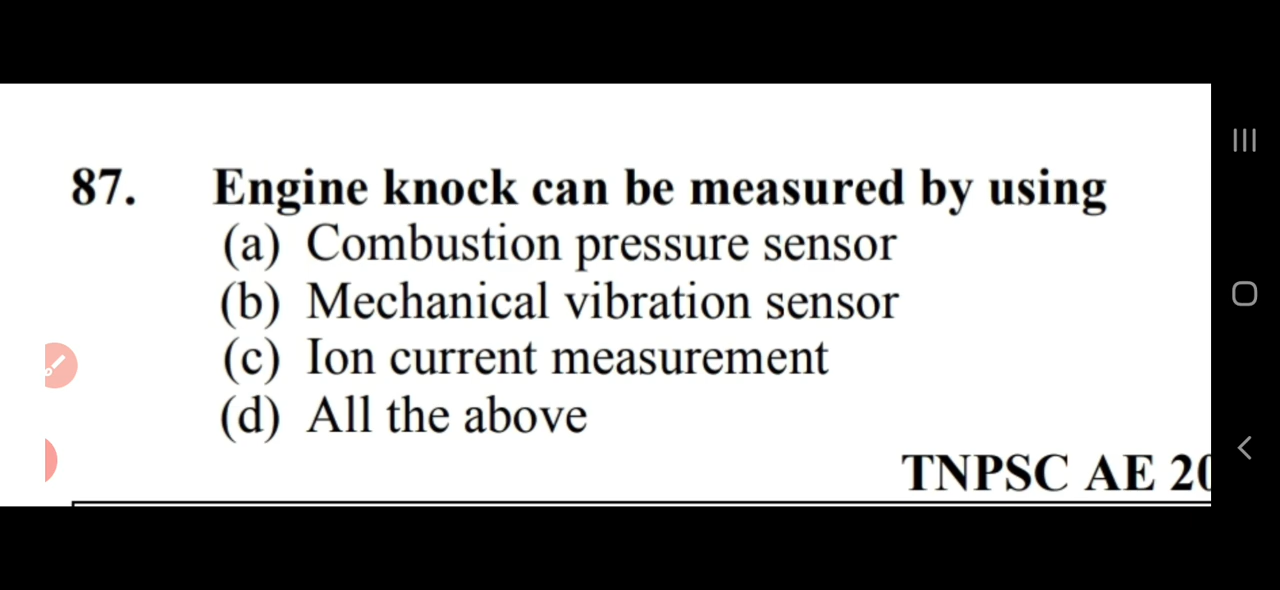 87. Engine knock can be measured by using
(a) Combustion pressure sensor
(b) Mechanical vibration sensor
(c) Ion current measurement
(d) All the above
TNPSC AE